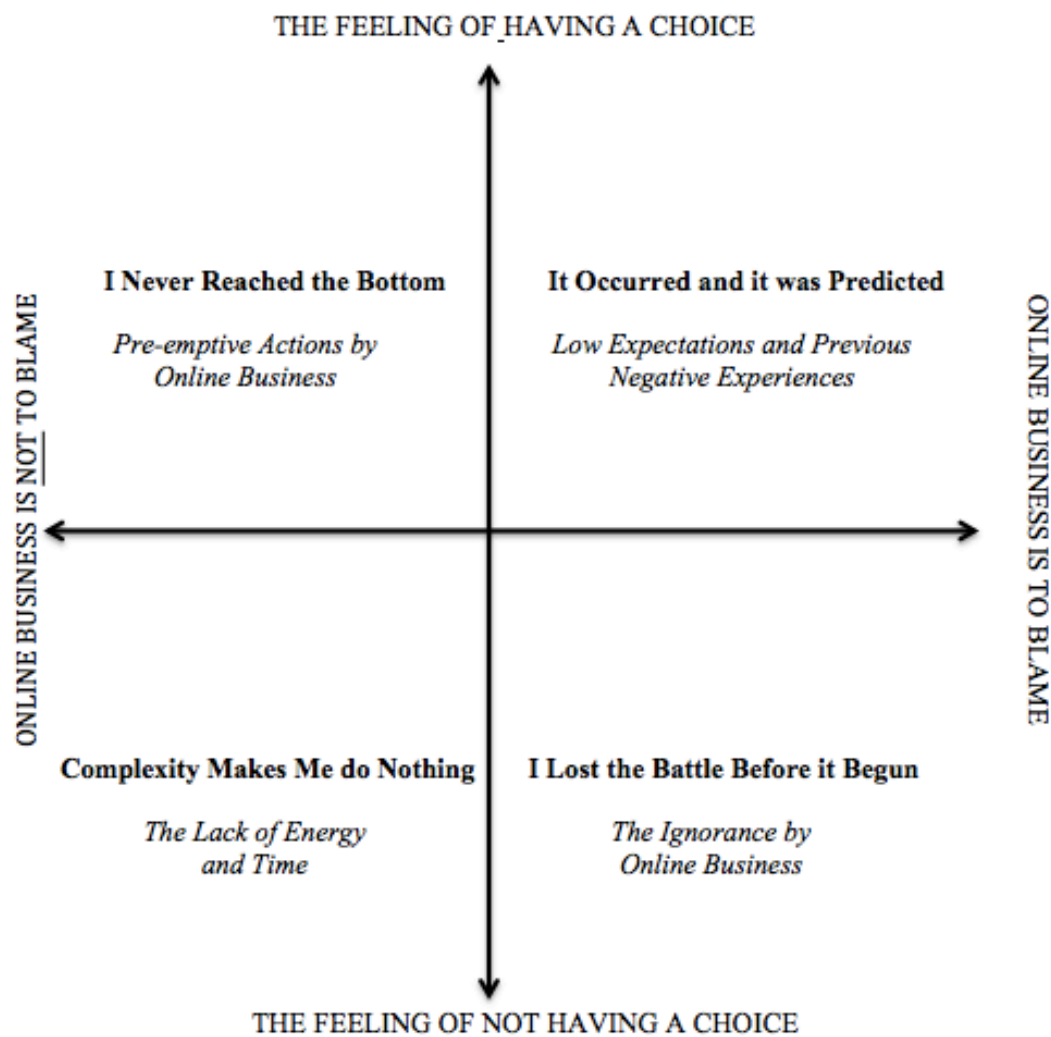 THE FEELING OF HAVING A CHOICE
I Never Reached the Bottom
Pre-emptive Actions by
Online Business
It Occurred and it was Predicted
Low Expectations and Previous
Negative Experiences
ONLINE BUSINESS IS NOT TO BLAME
ONLINE BUSINESS IS TO BLAME
Complexity Makes Me do Nothing
The Lack of Energy
and Time
I Lost the Battle Before it Begun
The Ignorance by
Online Business
THE FEELING OF NOT HAVING A CHOICE